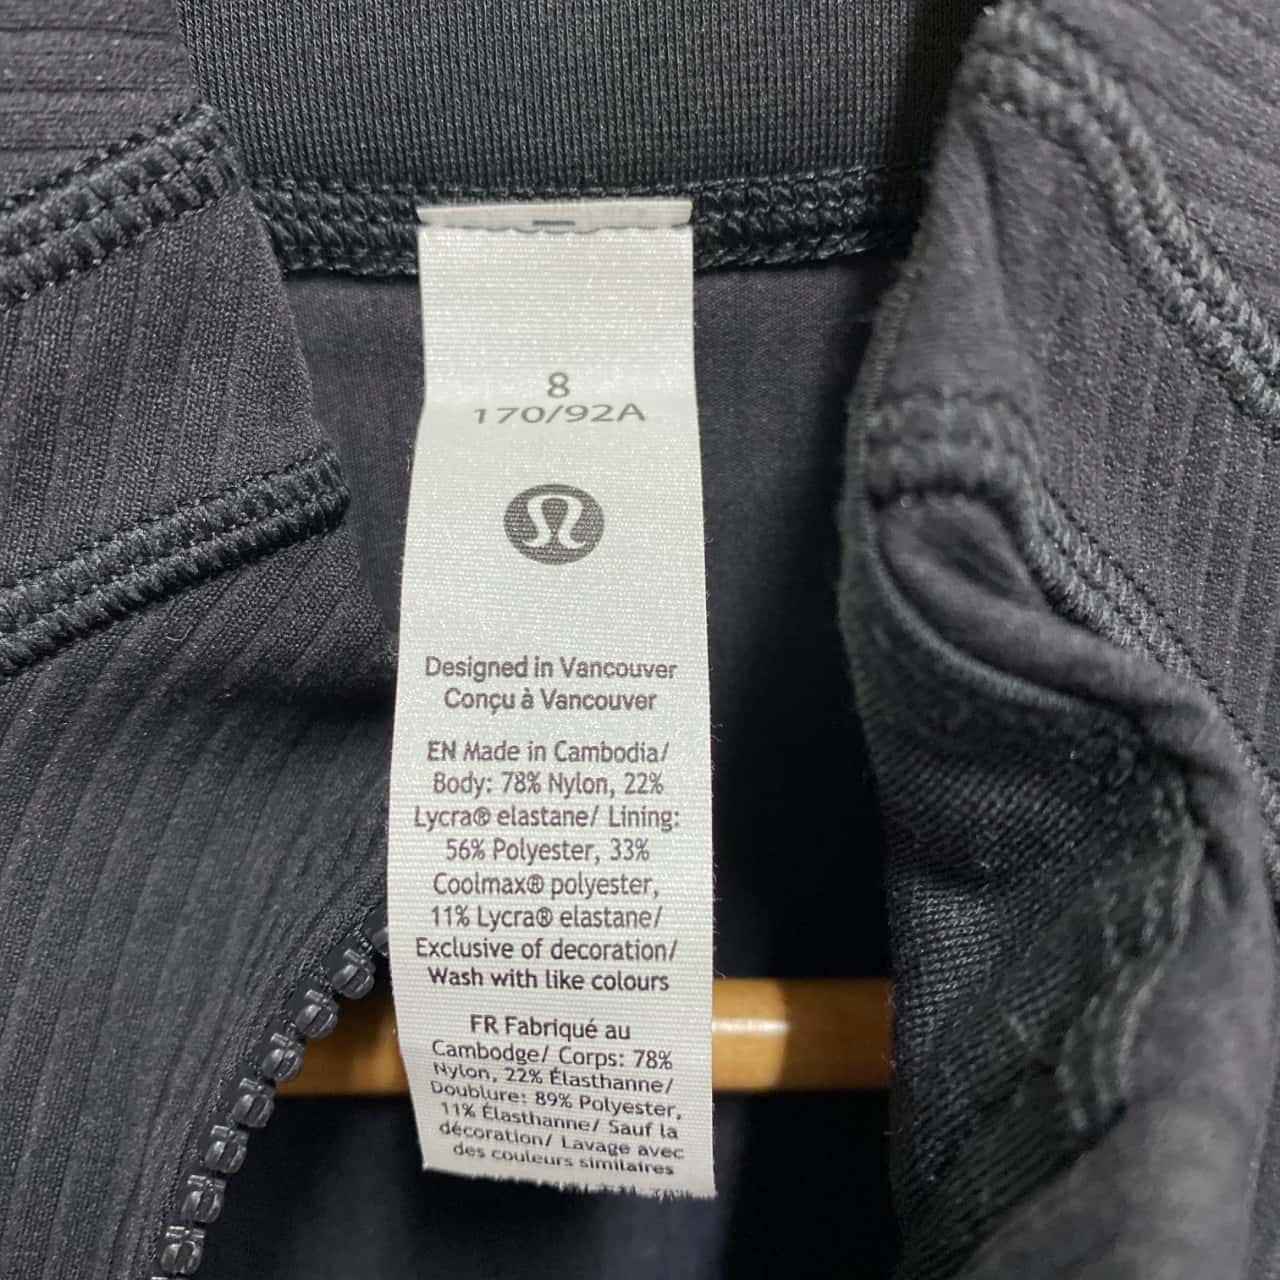 8
170/92A
Designed in Vancouver
Conçu à Vancouver
EN Made in Cambodia/
Body: 78% Nylon, 22%
Lycra® elastane/ Lining:
56% Polyester, 33%
Coolmax® polyester,
11% Lycra® elastane/
Exclusive of decoration/
Wash with like colours
FR Fabriqué au
Cambodge/ Corps: 78%
Nylon, 22% Élasthanne/
Doublure: 89% Polyester,
11% Élasthanne/ Sauf la
décoration/ Lavage avec
des couleurs similaires